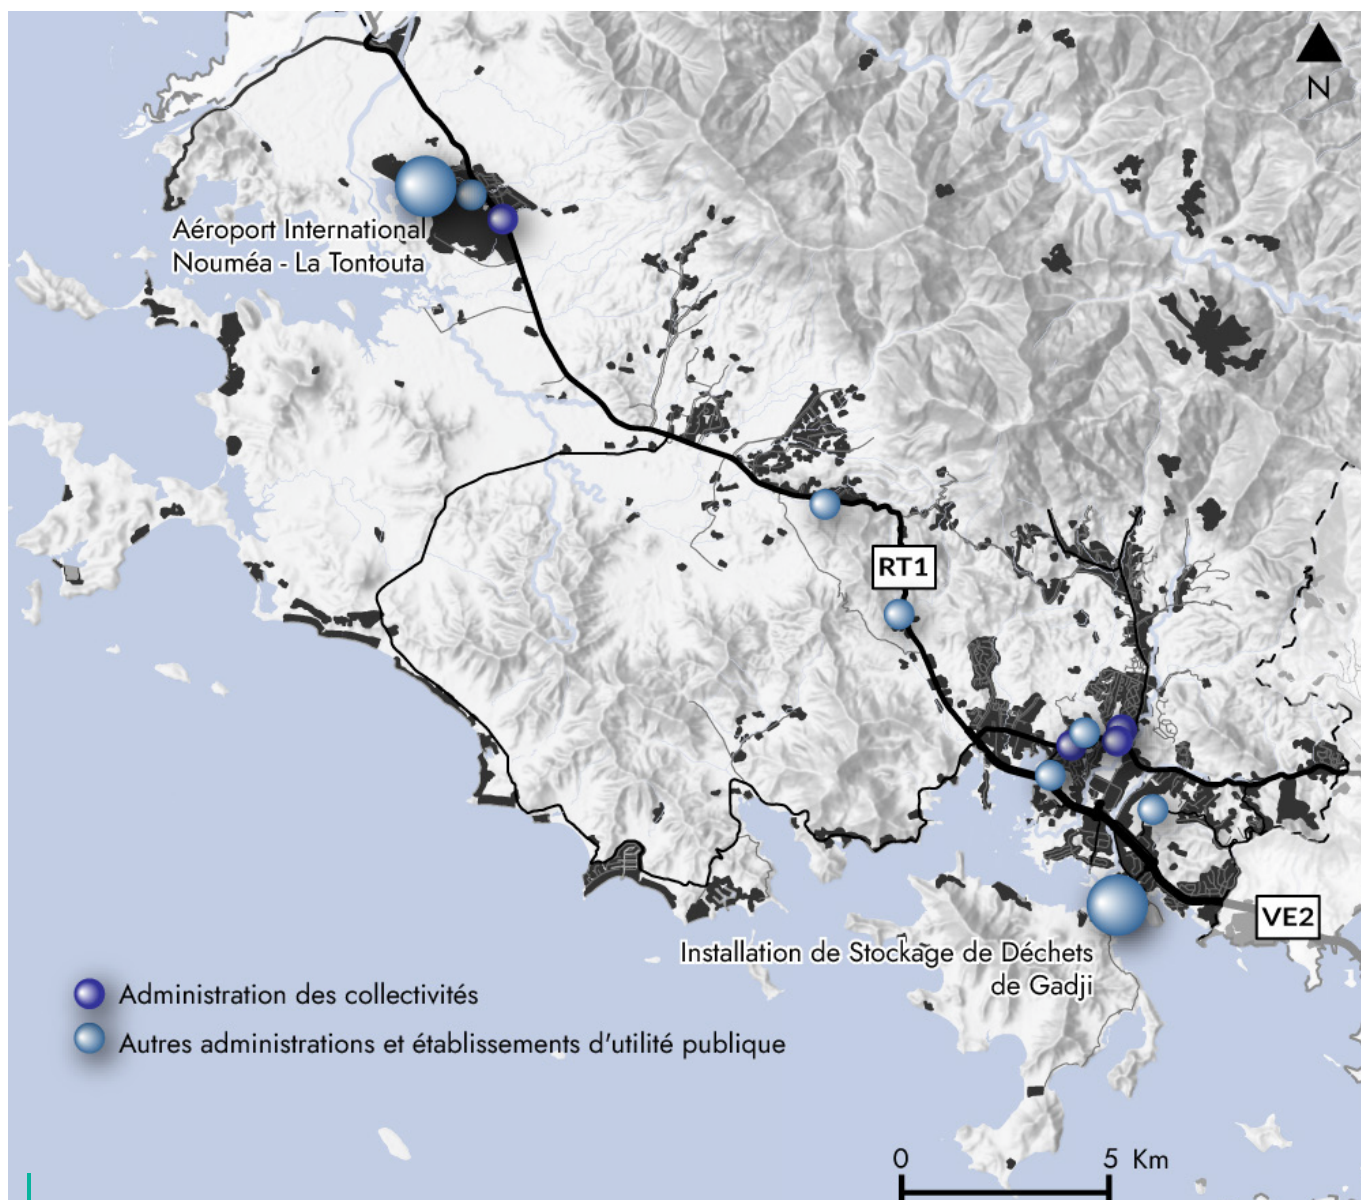 N
Aéroport International
Nouméa - La Tontouta
RT1
VE2
Installation de Stockage de Déchets
de Gadji
Administration des collectivités
Autres administrations et établissements d'utilité publique
0 5 Km